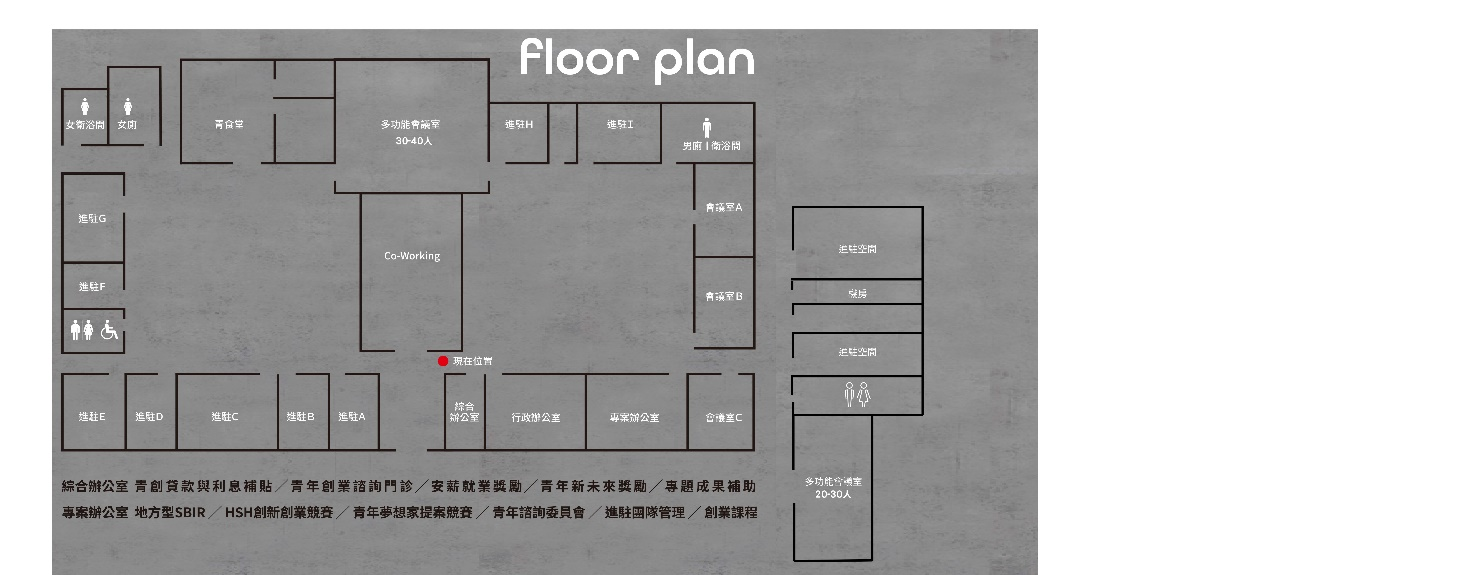 floor plan
女衛浴間
女廁
菁食堂
多功能會議室
30-40人
進駐H
進駐I
男廁 | 衛浴間
進駐G
會議室A
進駐空間
Co-Working
進駐F
會議室B
機房
現在位置
進駐空間
進駐E
進駐D
進駐C
進駐B
進駐A
綜合
辦公室
行政辦公室
專案辦公室
會議室C
多功能會議室
20-30人
綜合辦公室 青創貸款與利息補貼／青年創業諮詢門診／安薪就業獎勵／青年新未來獎勵／專題成果補助
專案辦公室 地方型SBIR ／ HSH創新創業競賽 ／ 青年夢想家提案競賽 ／ 青年諮詢委員會 ／ 進駐團隊管理 ／ 創業課程